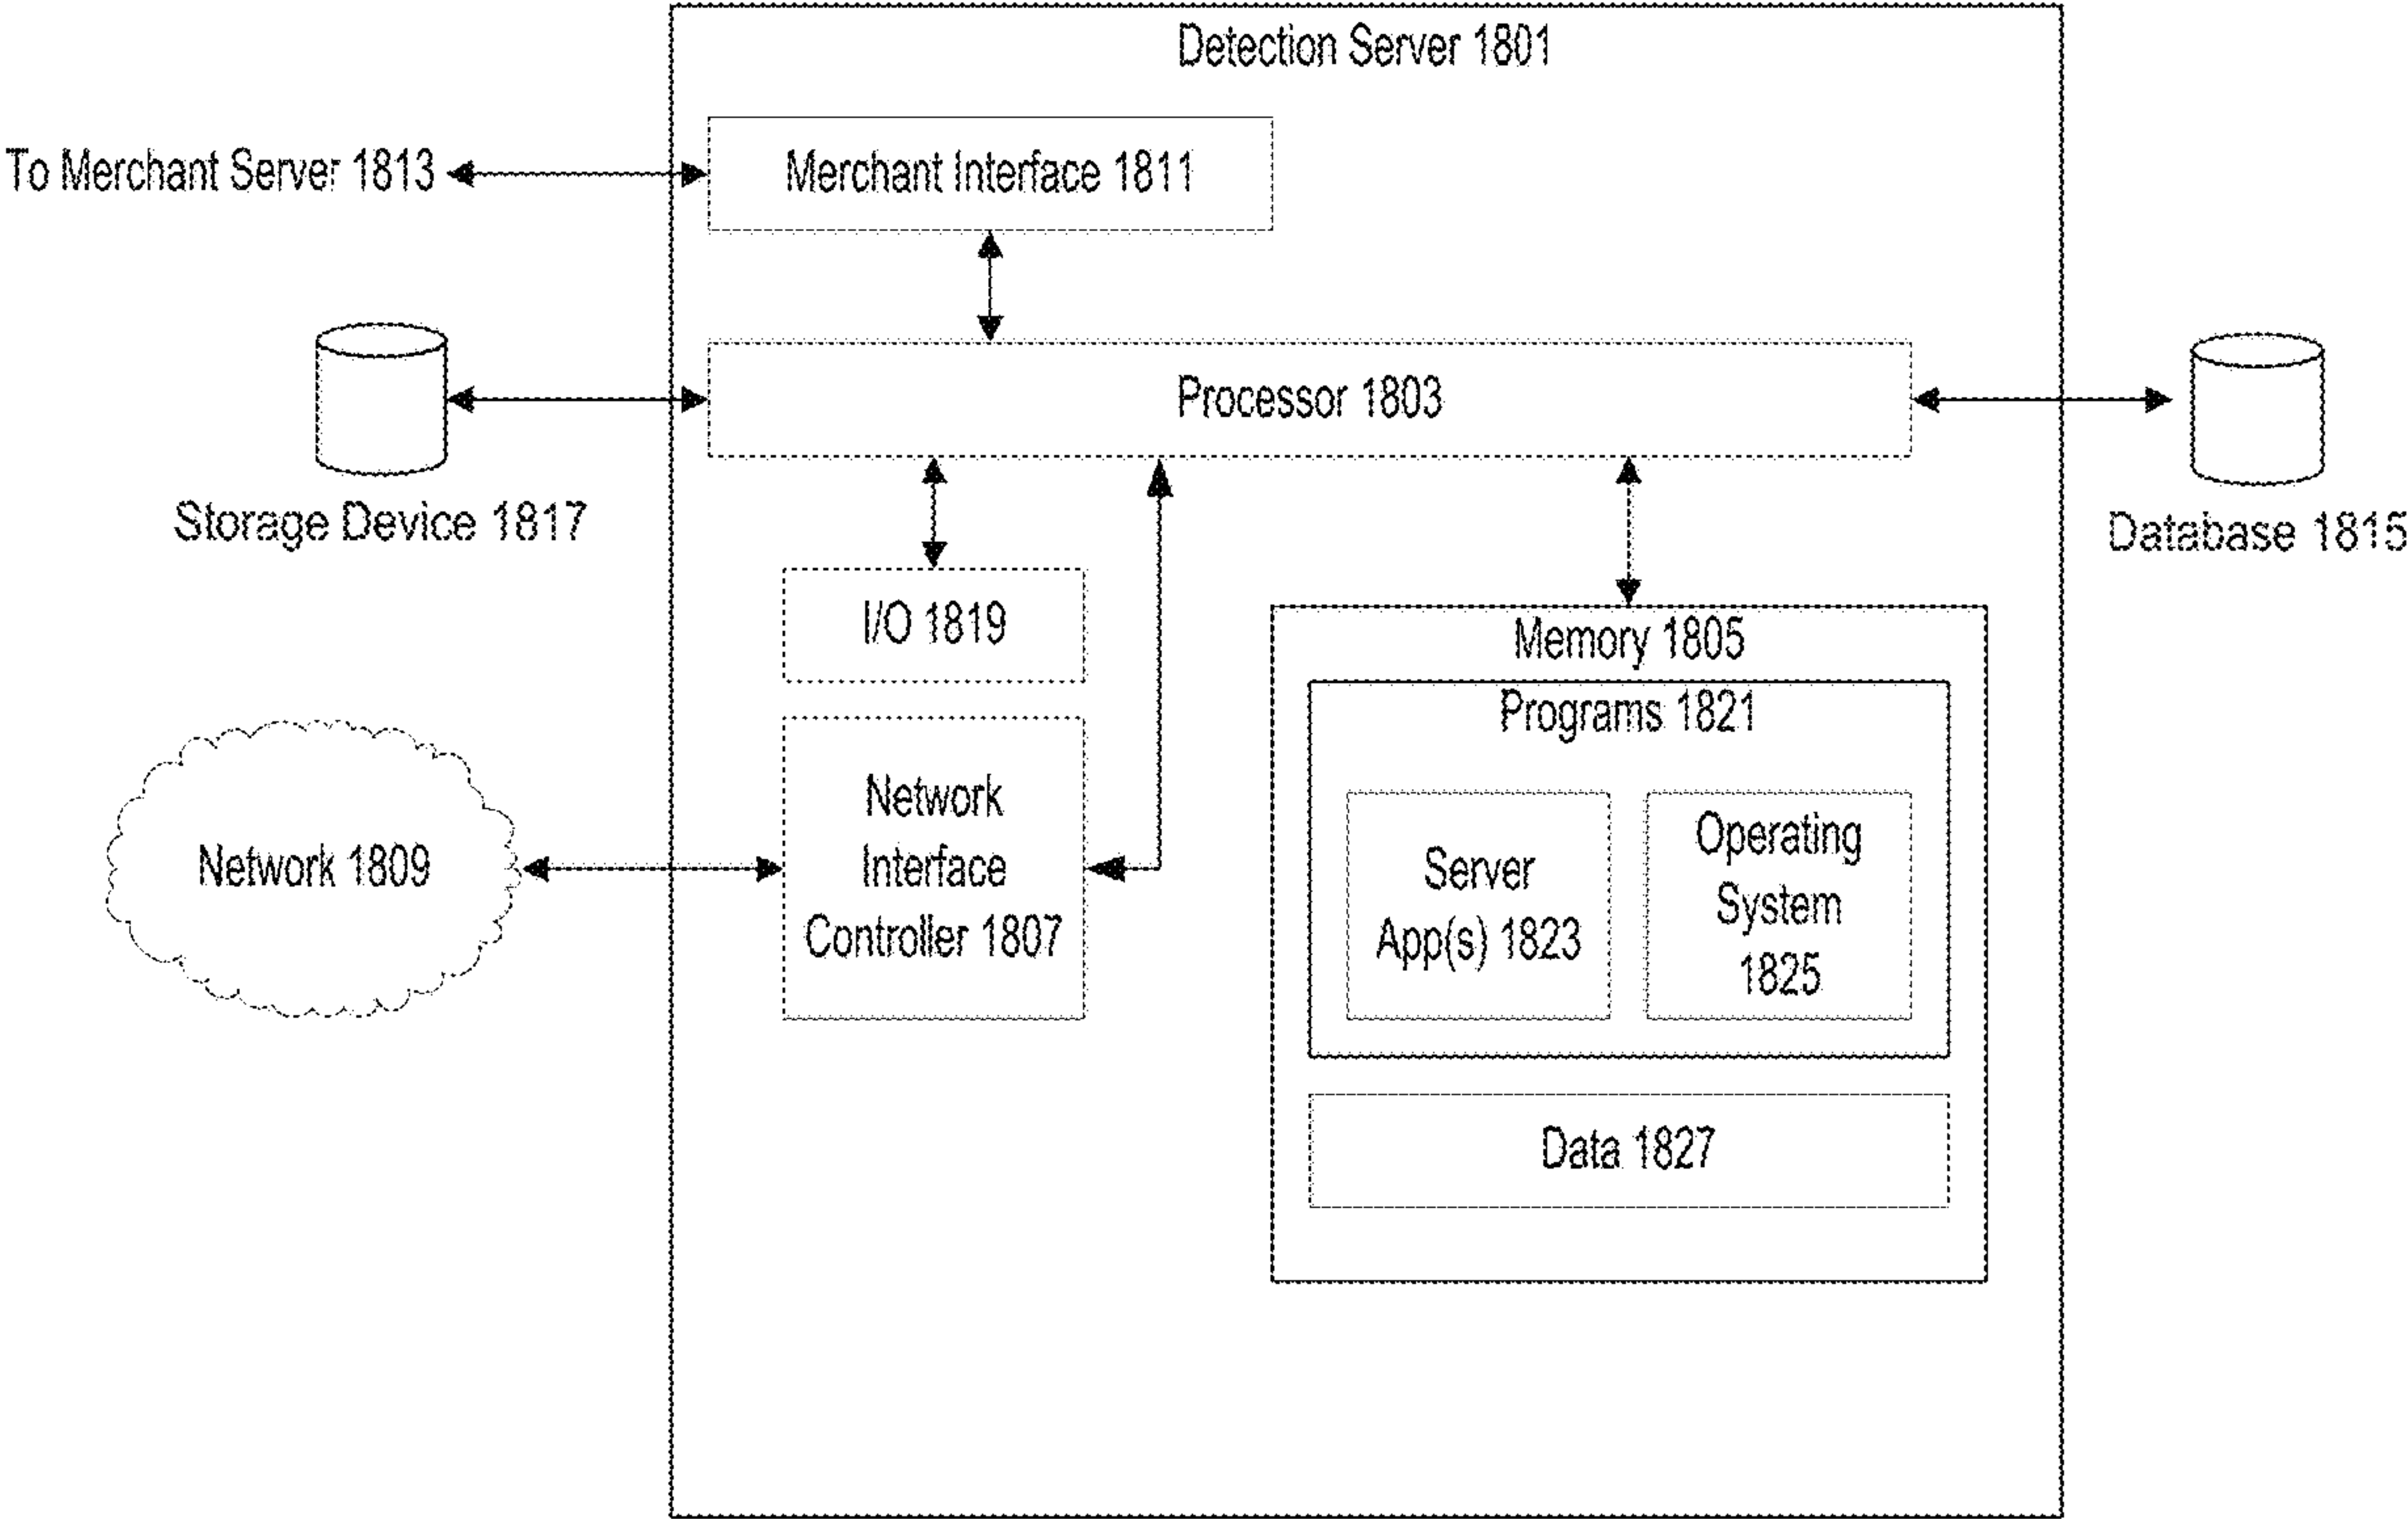 Detection Server 1801
To Merchant Server 1813
Merchant Interface 1811
Processor 1803
Storage Device 1817
Database 1815
I/O 1819
Memory 1805
Programs 1821
Network
Interface
Controller 1807
Network 1809
Server
App(s) 1823
Operating
System
1825
Data 1827